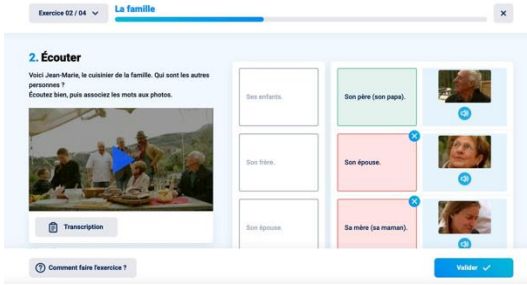 Exercice 02 / 04
La famille
2. Écouter
Voici Jean-Marie, le cuisinier de la famille. Qui sont les autres
personnes ?
Écoutez bien, puis associez les mots aux photos.
Transcription
Ses enfants.
Son père (son papa).
Son frère.
Son épouse.
Son épouse.
Sa mère (sa maman).
Comment faire l'exercice ?
Valider